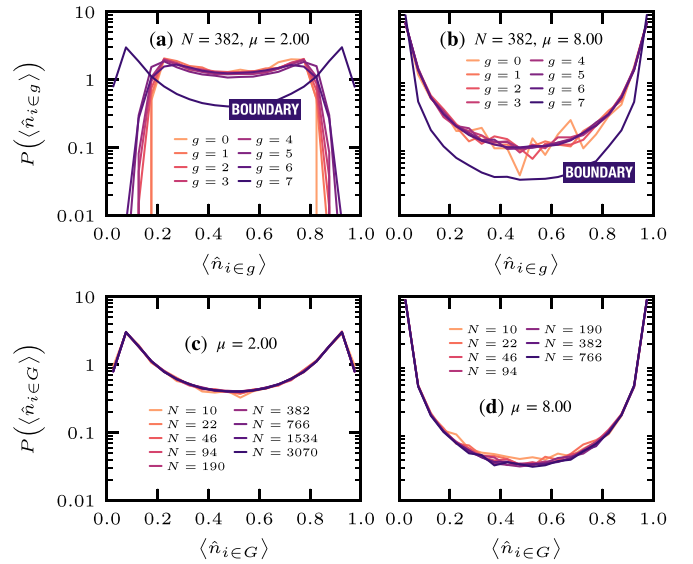 P(⟨n̂ i∈g⟩)
10
1
0.1
0.01
(a) N = 382, μ = 2.00
BOUNDARY
g = 0 g = 4
g = 1 g = 5
g = 2 g = 6
g = 3 g = 7
0.0 0.2 0.4 0.6 0.8 1.0
⟨n̂ i∈g⟩
(b) N = 382, μ = 8.00
g = 0 g = 4
g = 1 g = 5
g = 2 g = 6
g = 3 g = 7
BOUNDARY
0.0 0.2 0.4 0.6 0.8 1.0
⟨n̂ i∈g⟩
P(⟨n̂ i∈G⟩)
10
1
0.1
0.01
(c) μ = 2.00
N = 10 N = 382
N = 22 N = 766
N = 46 N = 1534
N = 94 N = 3070
N = 190
0.0 0.2 0.4 0.6 0.8 1.0
⟨n̂ i∈G⟩
N = 10 N = 190
N = 22 N = 382
N = 46 N = 766
N = 94
(d) μ = 8.00
0.0 0.2 0.4 0.6 0.8 1.0
⟨n̂ i∈G⟩